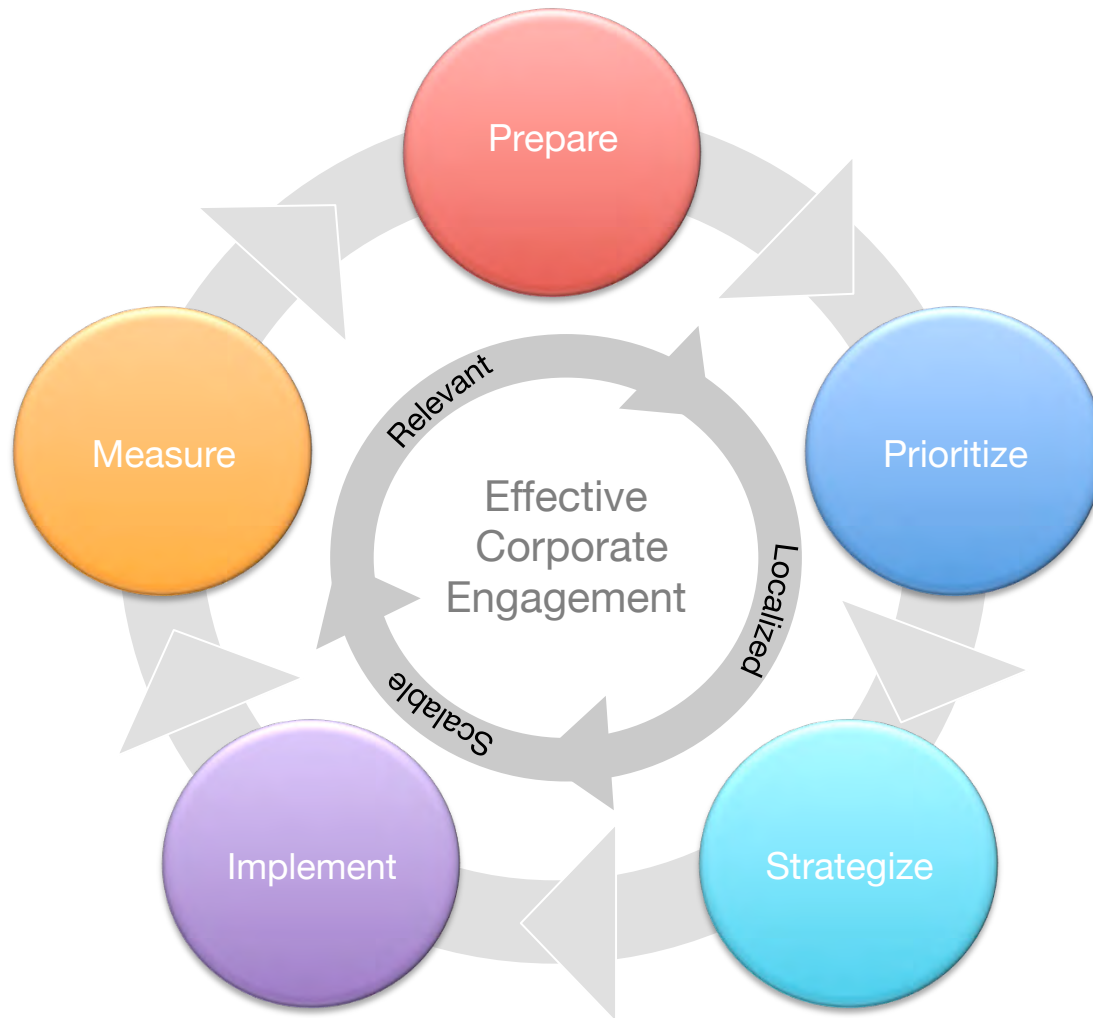 Prepare
Prioritize
Strategize
Implement
Measure
Relevant
Localized
Scalable
Effective
Corporate
Engagement